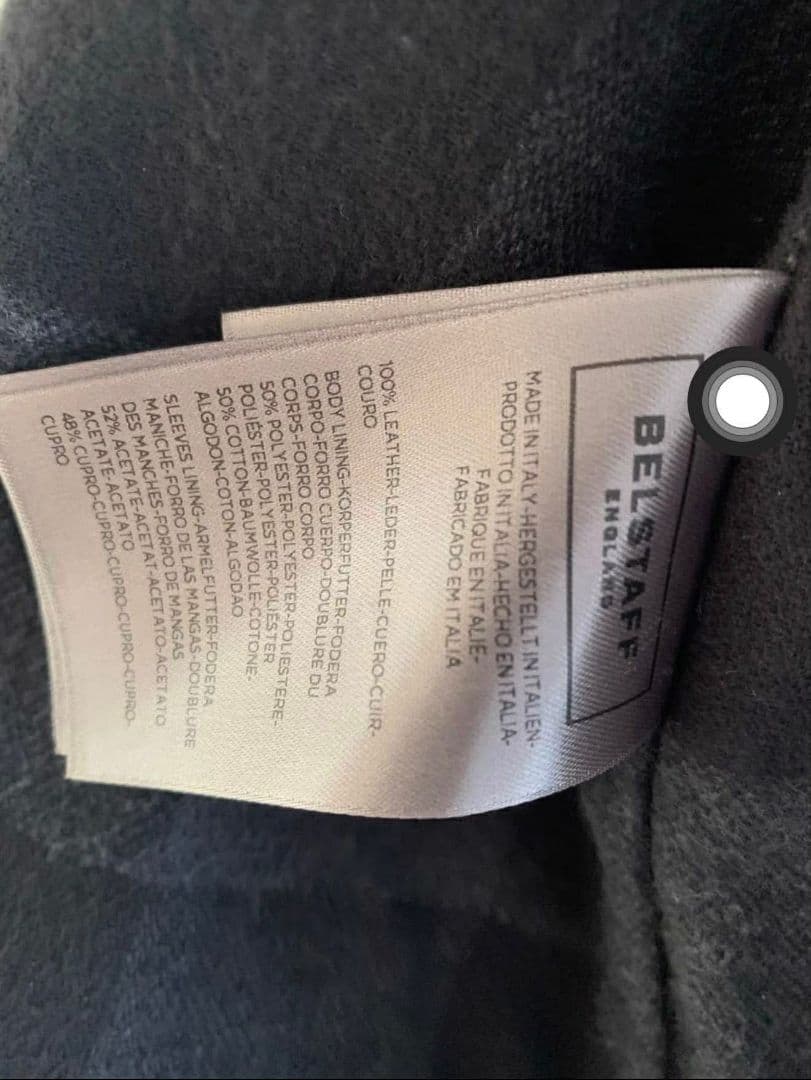 BELSTAFF
ENGLAND
MADE IN ITALY-HERGESTELLT IN ITALIEN-
PRODOTTO IN ITALIA-HECHO EN ITALIA-
FABRIQUE EN ITALIE-
FABRICADO EM ITALIA
100% LEATHER-LEDER-PELLE-CUERO-CUIR-
COURO
BODY LINING-KORPERFUTTER-FODERA
CORPO-FORRO CUERPO-DOUBLURE DU
CORPS-FORRO CORPO
50% POLYESTER-POLYESTER-POLIESTERE-
POLIÉSTER-POLYESTER-POLIÉSTER
50% COTTON-BAUMWOLLE-COTONE-
ALGODON-COTON-ALGODAO
SLEEVES LINING-ARMELFUTTER-FODERA
MANICHE-FORRO DE LAS MANGAS-DOUBLURE
DES MANCHES-FORRO DE MANGAS
52% ACETATE-ACETAT-ACETATO-ACETATO
ACETATE-ACETATO
48% CUPRO-CUPRO-CUPRO-CUPRO-CUPRO-
CUPRO